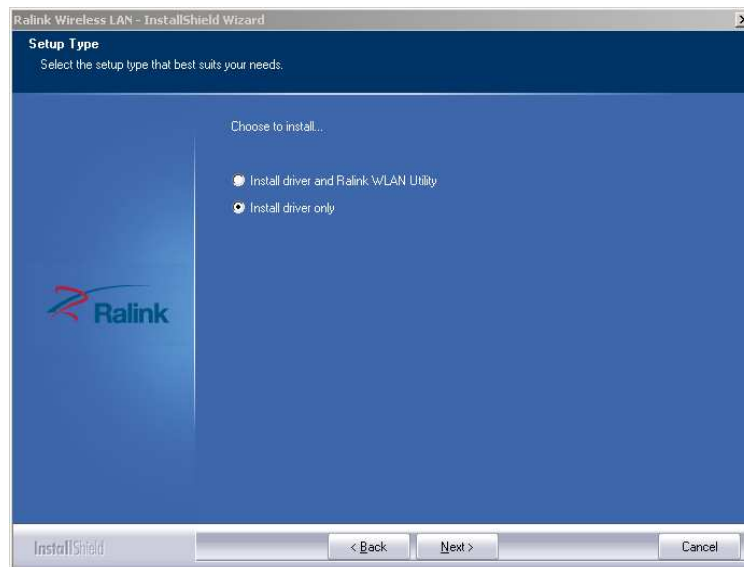 Ralink Wireless LAN - InstallShield Wizard
Setup Type
Select the setup type that best suits your needs.
Choose to install...
Install driver and Ralink WLAN Utility
Install driver only
Ralink
InstallShield
< Back
Next >
Cancel